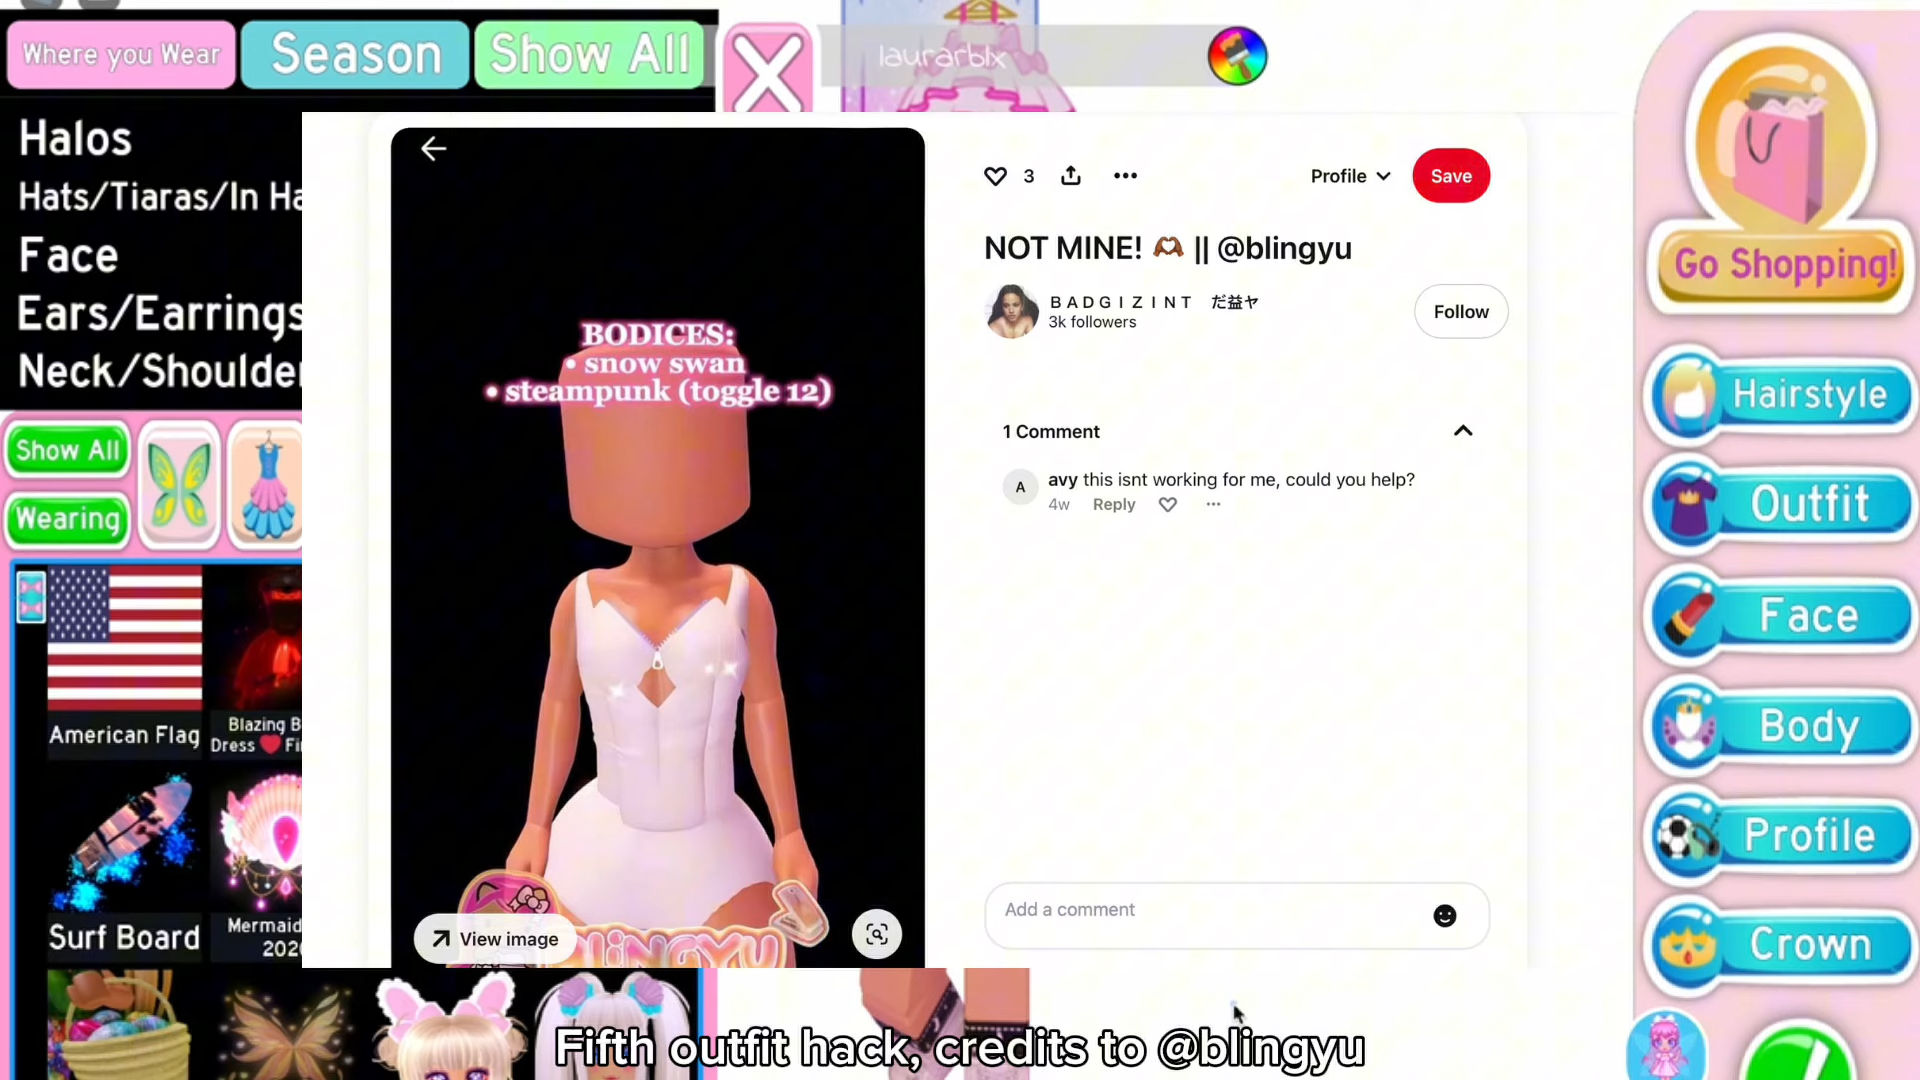 Where you Wear
Season
Show All
laurarblx
Halos
Hats/Tiaras/In Ha
Face
Ears/Earrings
Neck/Shoulder
Show All
Wearing
American Flag
Blazing B
Dress ❤️ Fi
Surf Board
Mermaid
202
BODICES:
• snow swan
• steampunk (toggle 12)
View image
BLINGYU
3
Profile
Save
NOT MINE! 🫶🏾 || @blingyu
B A D G I Z I N T だ益ヤ
3k followers
Follow
1 Comment
A
avy this isnt working for me, could you help?
4w Reply
Add a comment
Go Shopping!
Hairstyle
Outfit
Face
Body
Profile
Crown
Fifth outfit hack, credits to @blingyu